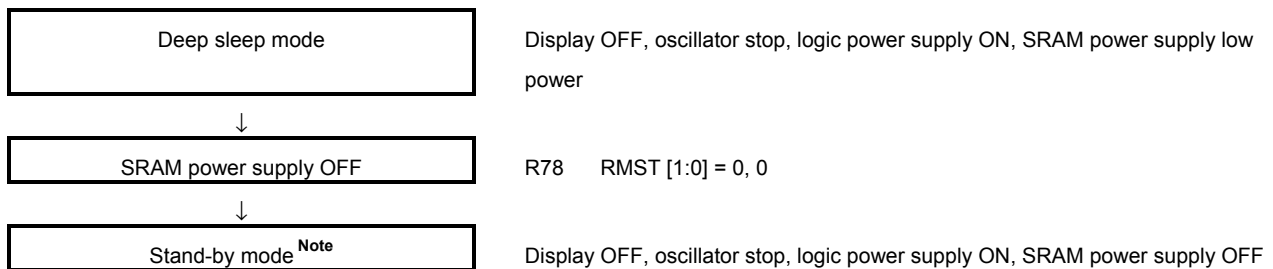 Deep sleep mode Display OFF, oscillator stop, logic power supply ON, SRAM power supply low
power
↓
SRAM power supply OFF R78 RMST [1:0] = 0, 0
↓
Stand-by mode Note Display OFF, oscillator stop, logic power supply ON, SRAM power supply OFF